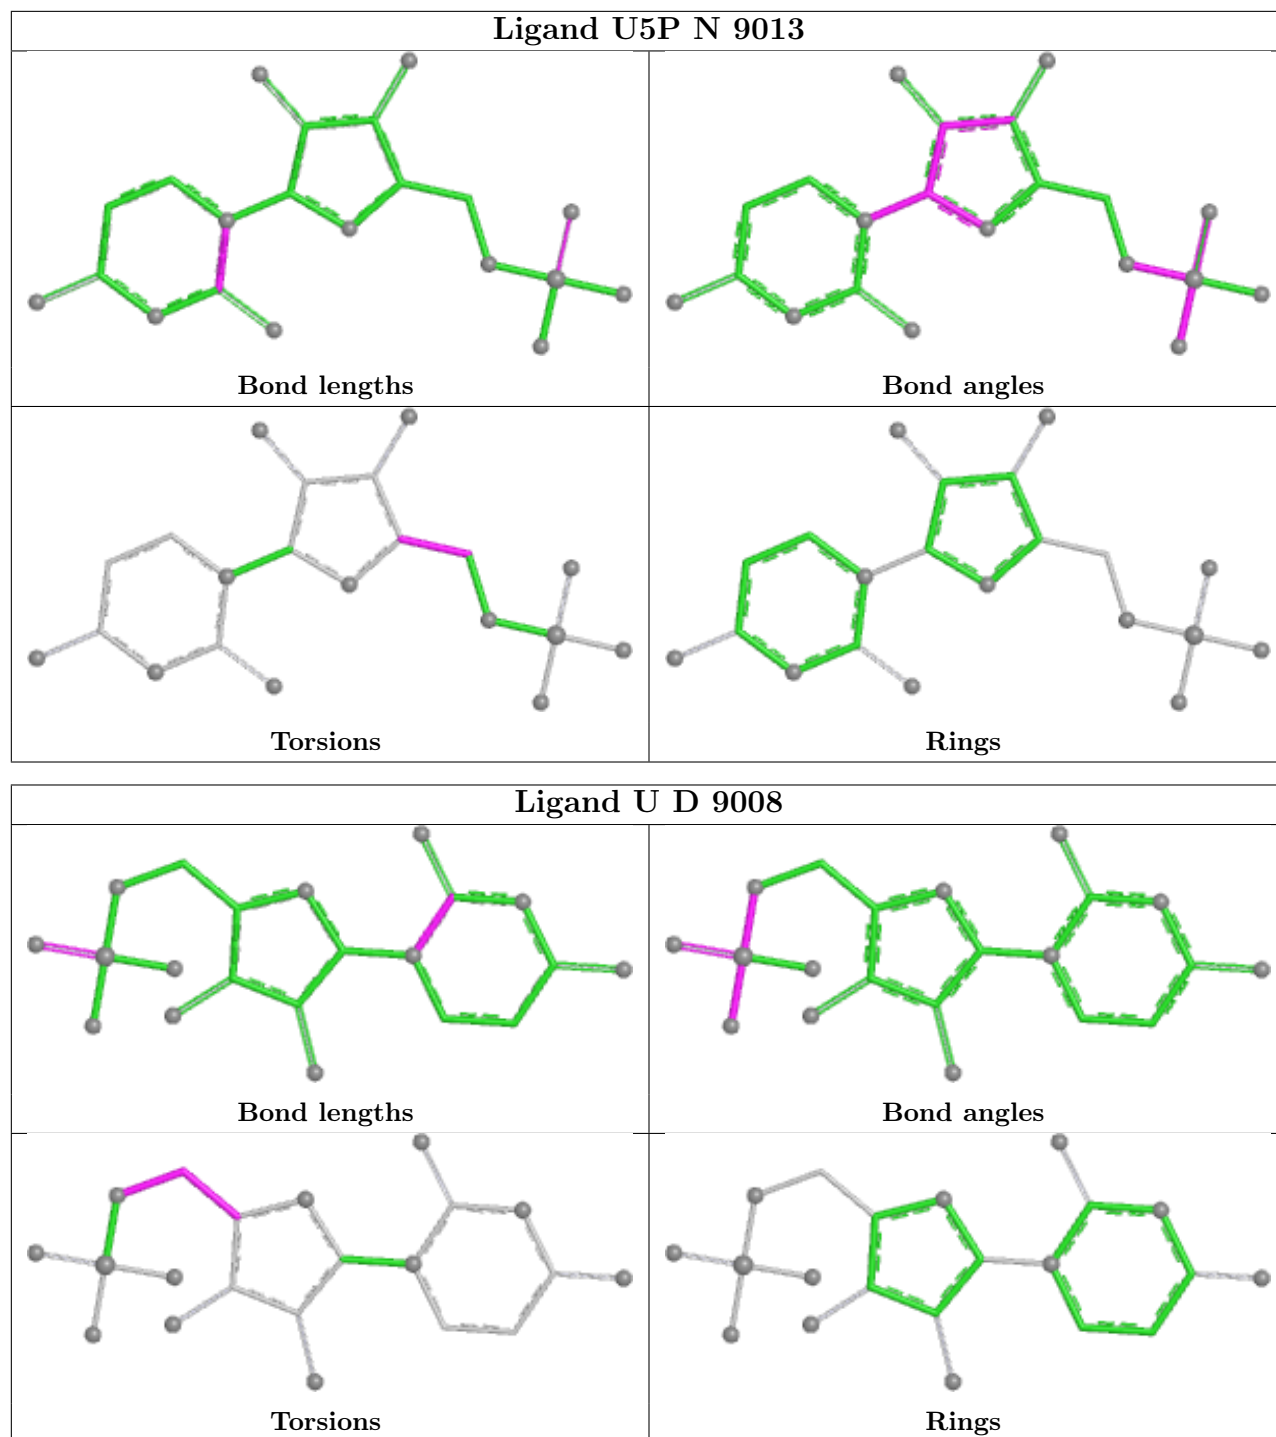 Ligand U5P N 9013
Bond lengths
Bond angles
Torsions
Rings
Ligand U D 9008
Bond lengths
Bond angles
Torsions
Rings